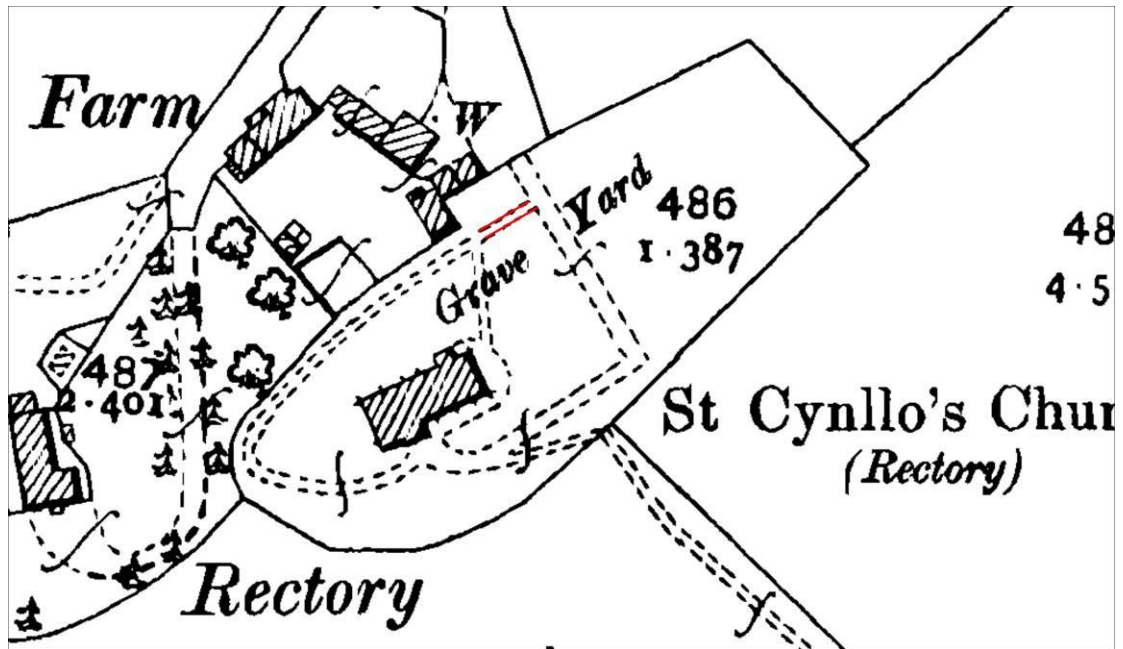 Farm
W
Grave Yard
486
1·387
48
4·5
487
2·401
St Cynllo's Chur
(Rectory)
Rectory